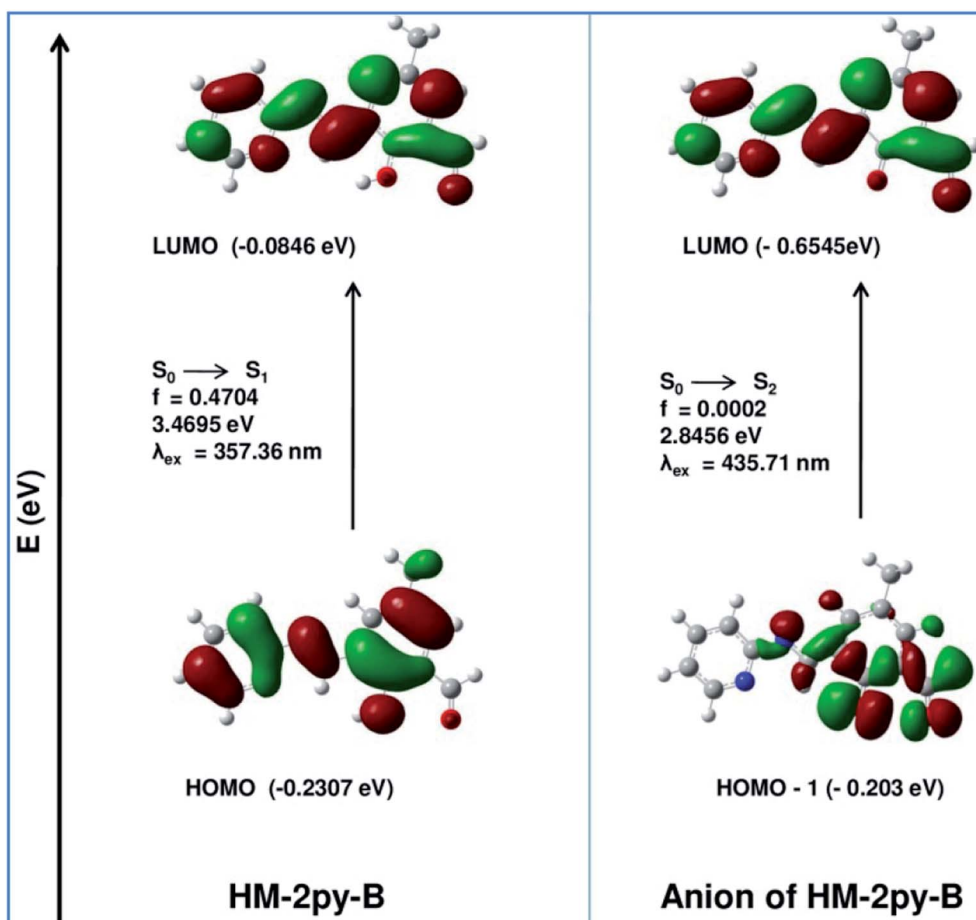 E (eV)
LUMO (-0.0846 eV)
S₀ ⟶ S₁
f = 0.4704
3.4695 eV
λex = 357.36 nm
HOMO (-0.2307 eV)
HM-2py-B
LUMO (- 0.6545eV)
S₀ ⟶ S₂
f = 0.0002
2.8456 eV
λex = 435.71 nm
HOMO - 1 (- 0.203 eV)
Anion of HM-2py-B